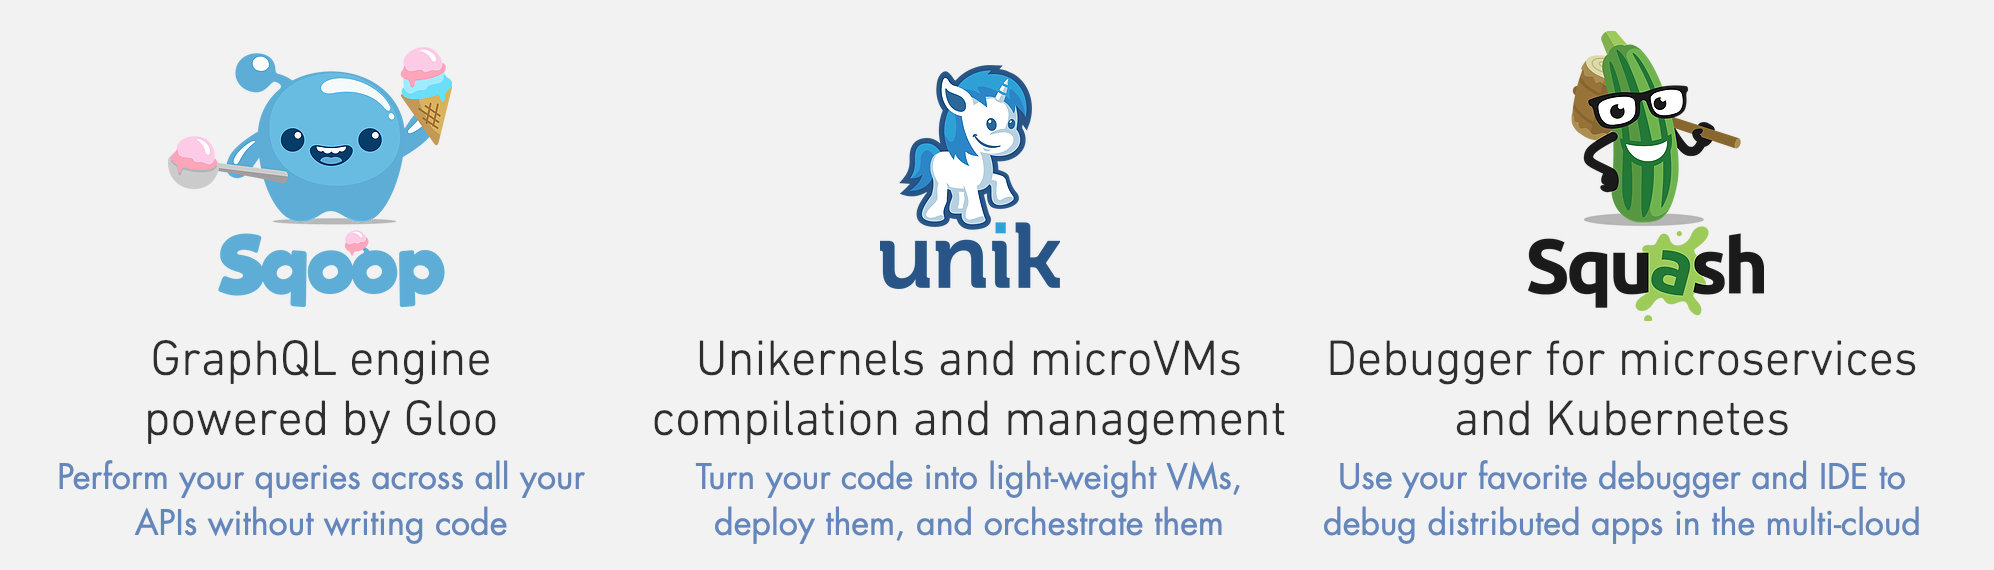 Sqoop
GraphQL engine
powered by Gloo
Perform your queries across all your
APIs without writing code
unik
Unikernels and microVMs
compilation and management
Turn your code into light-weight VMs,
deploy them, and orchestrate them
Squash
Debugger for microservices
and Kubernetes
Use your favorite debugger and IDE to
debug distributed apps in the multi-cloud